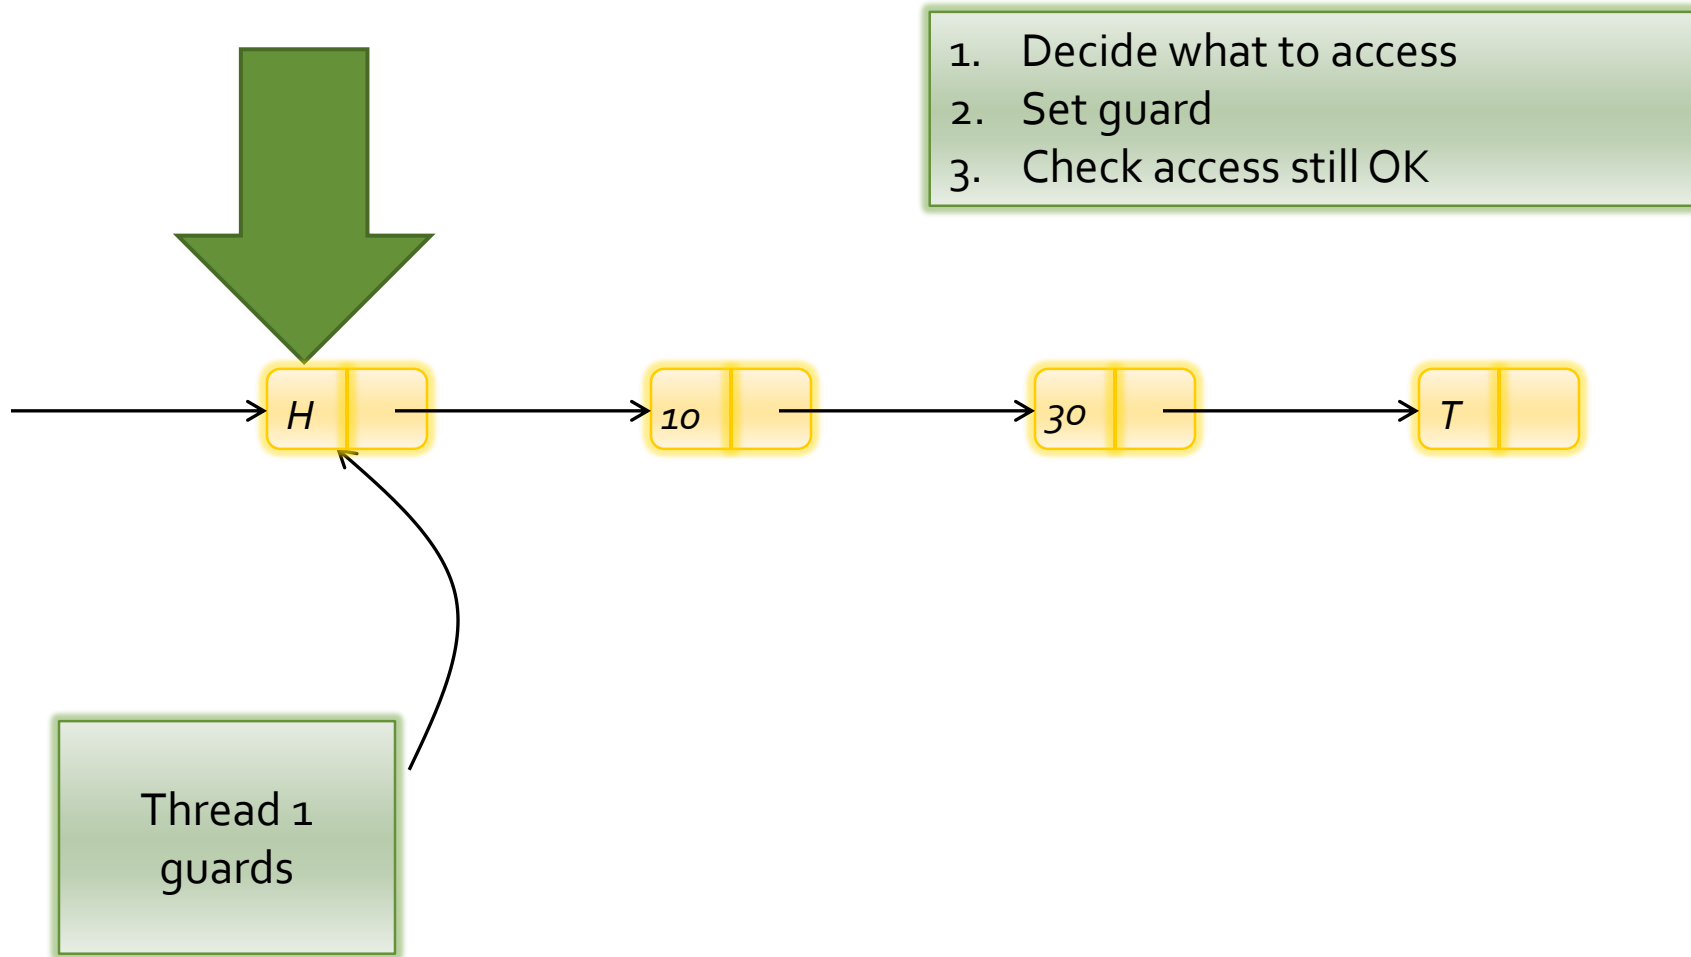 1. Decide what to access
2. Set guard
3. Check access still OK
H
10
30
T
Thread 1
guards